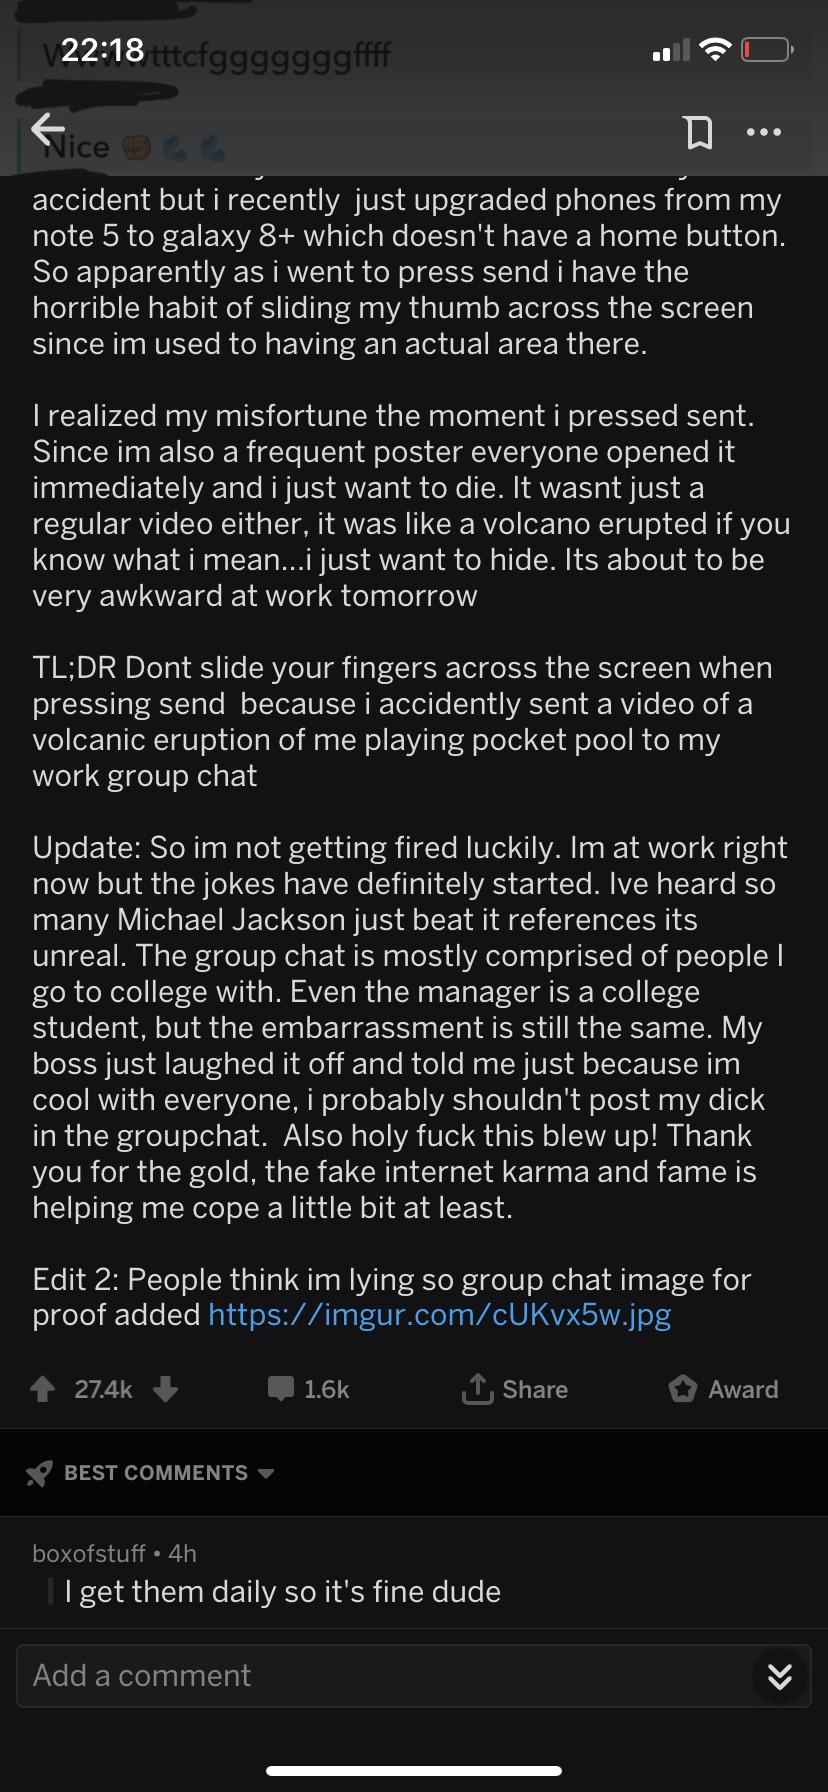 22:18
Wwwwtttcfgggggggffff
Nice ✊💪💪
accident but i recently  just upgraded phones from my
note 5 to galaxy 8+ which doesn't have a home button.
So apparently as i went to press send i have the
horrible habit of sliding my thumb across the screen
since im used to having an actual area there.
I realized my misfortune the moment i pressed sent.
Since im also a frequent poster everyone opened it
immediately and i just want to die. It wasnt just a
regular video either, it was like a volcano erupted if you
know what i mean...i just want to hide. Its about to be
very awkward at work tomorrow
TL;DR Dont slide your fingers across the screen when
pressing send  because i accidently sent a video of a
volcanic eruption of me playing pocket pool to my
work group chat
Update: So im not getting fired luckily. Im at work right
now but the jokes have definitely started. Ive heard so
many Michael Jackson just beat it references its
unreal. The group chat is mostly comprised of people I
go to college with. Even the manager is a college
student, but the embarrassment is still the same. My
boss just laughed it off and told me just because im
cool with everyone, i probably shouldn't post my dick
in the groupchat.  Also holy fuck this blew up! Thank
you for the gold, the fake internet karma and fame is
helping me cope a little bit at least.
Edit 2: People think im lying so group chat image for
proof added https://imgur.com/cUKvx5w.jpg
27.4k 1.6k Share Award
BEST COMMENTS
boxofstuff • 4h
I get them daily so it's fine dude
Add a comment